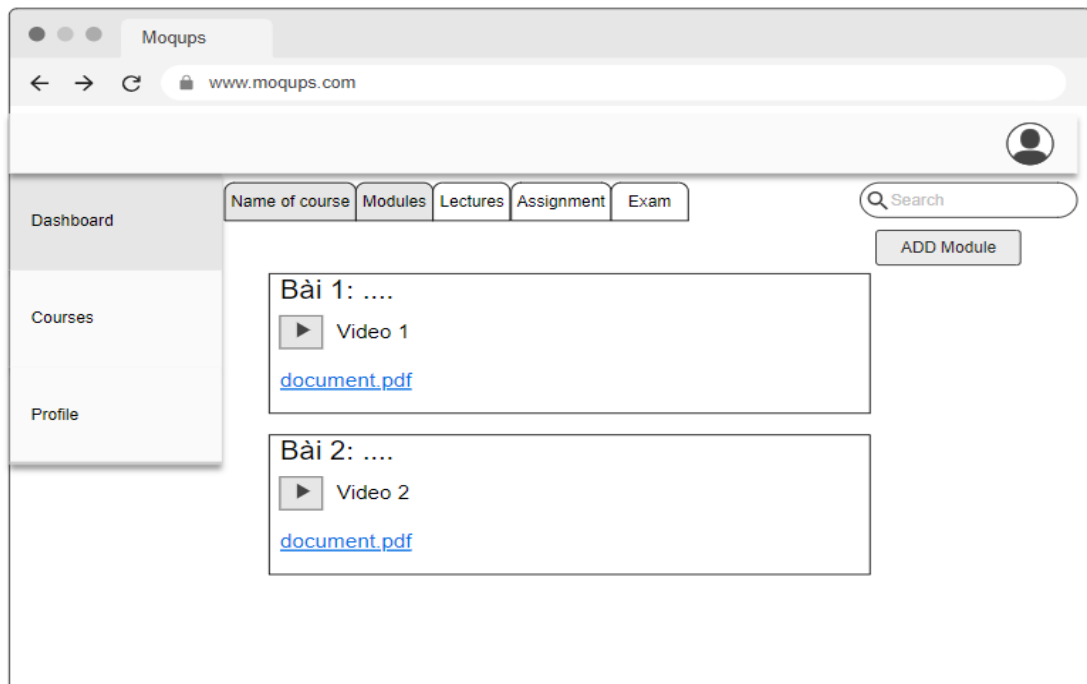 Moqups
www.moqups.com
Dashboard
Courses
Profile
Name of course Modules Lectures Assignment Exam
Search
ADD Module
Bài 1: ....
Video 1
document.pdf
Bài 2: ....
Video 2
document.pdf